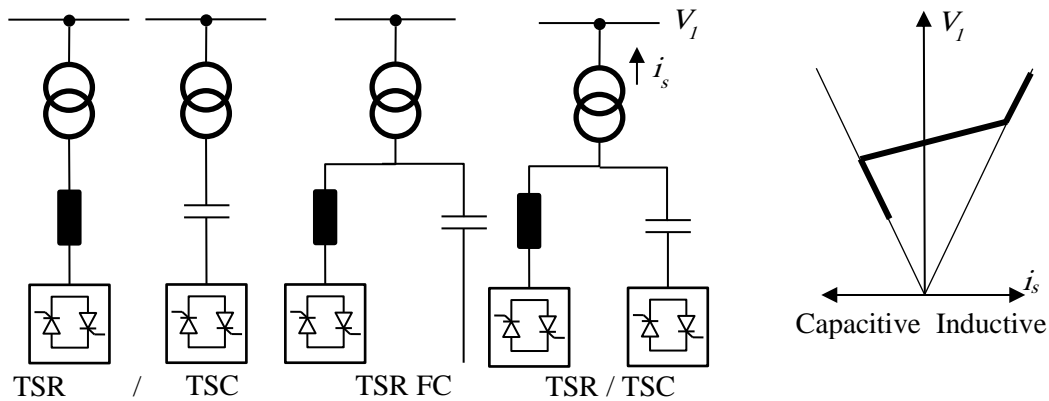 V₁
iₛ
V₁
iₛ
Capacitive Inductive
TSR / TSC TSR FC TSR / TSC